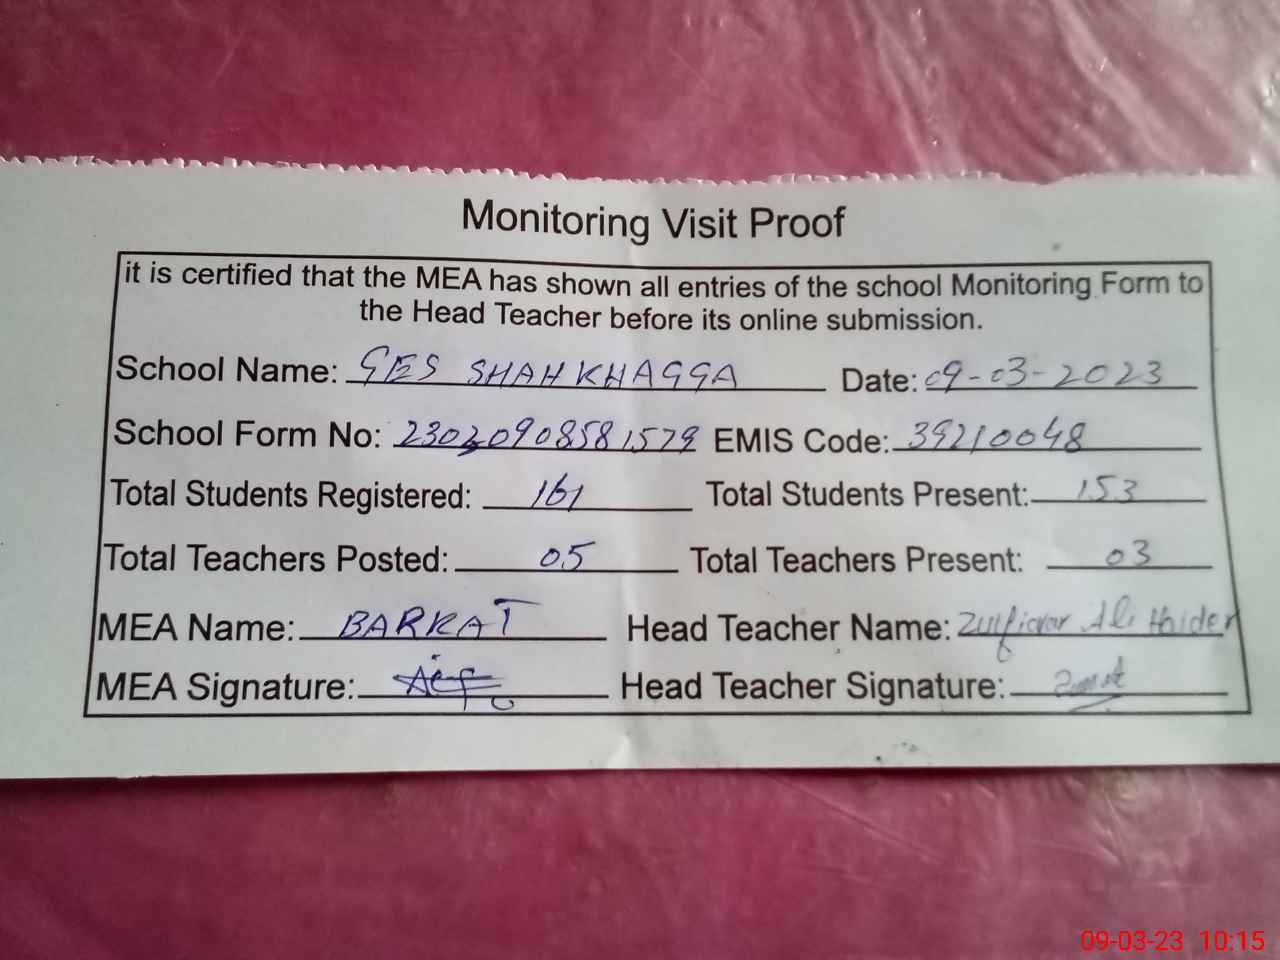 Monitoring Visit Proof
it is certified that the MEA has shown all entries of the school Monitoring Form to
the Head Teacher before its online submission.
School Name: GES SHAH KHAGGA Date: 09-03-2023
School Form No: 23020908581579 EMIS Code: 39210048
Total Students Registered: 161 Total Students Present: 153
Total Teachers Posted: 05 Total Teachers Present: 03
MEA Name: BARKAT Head Teacher Name: Zulfiqar Ali Haider
MEA Signature: Head Teacher Signature:
09-03-23 10:15